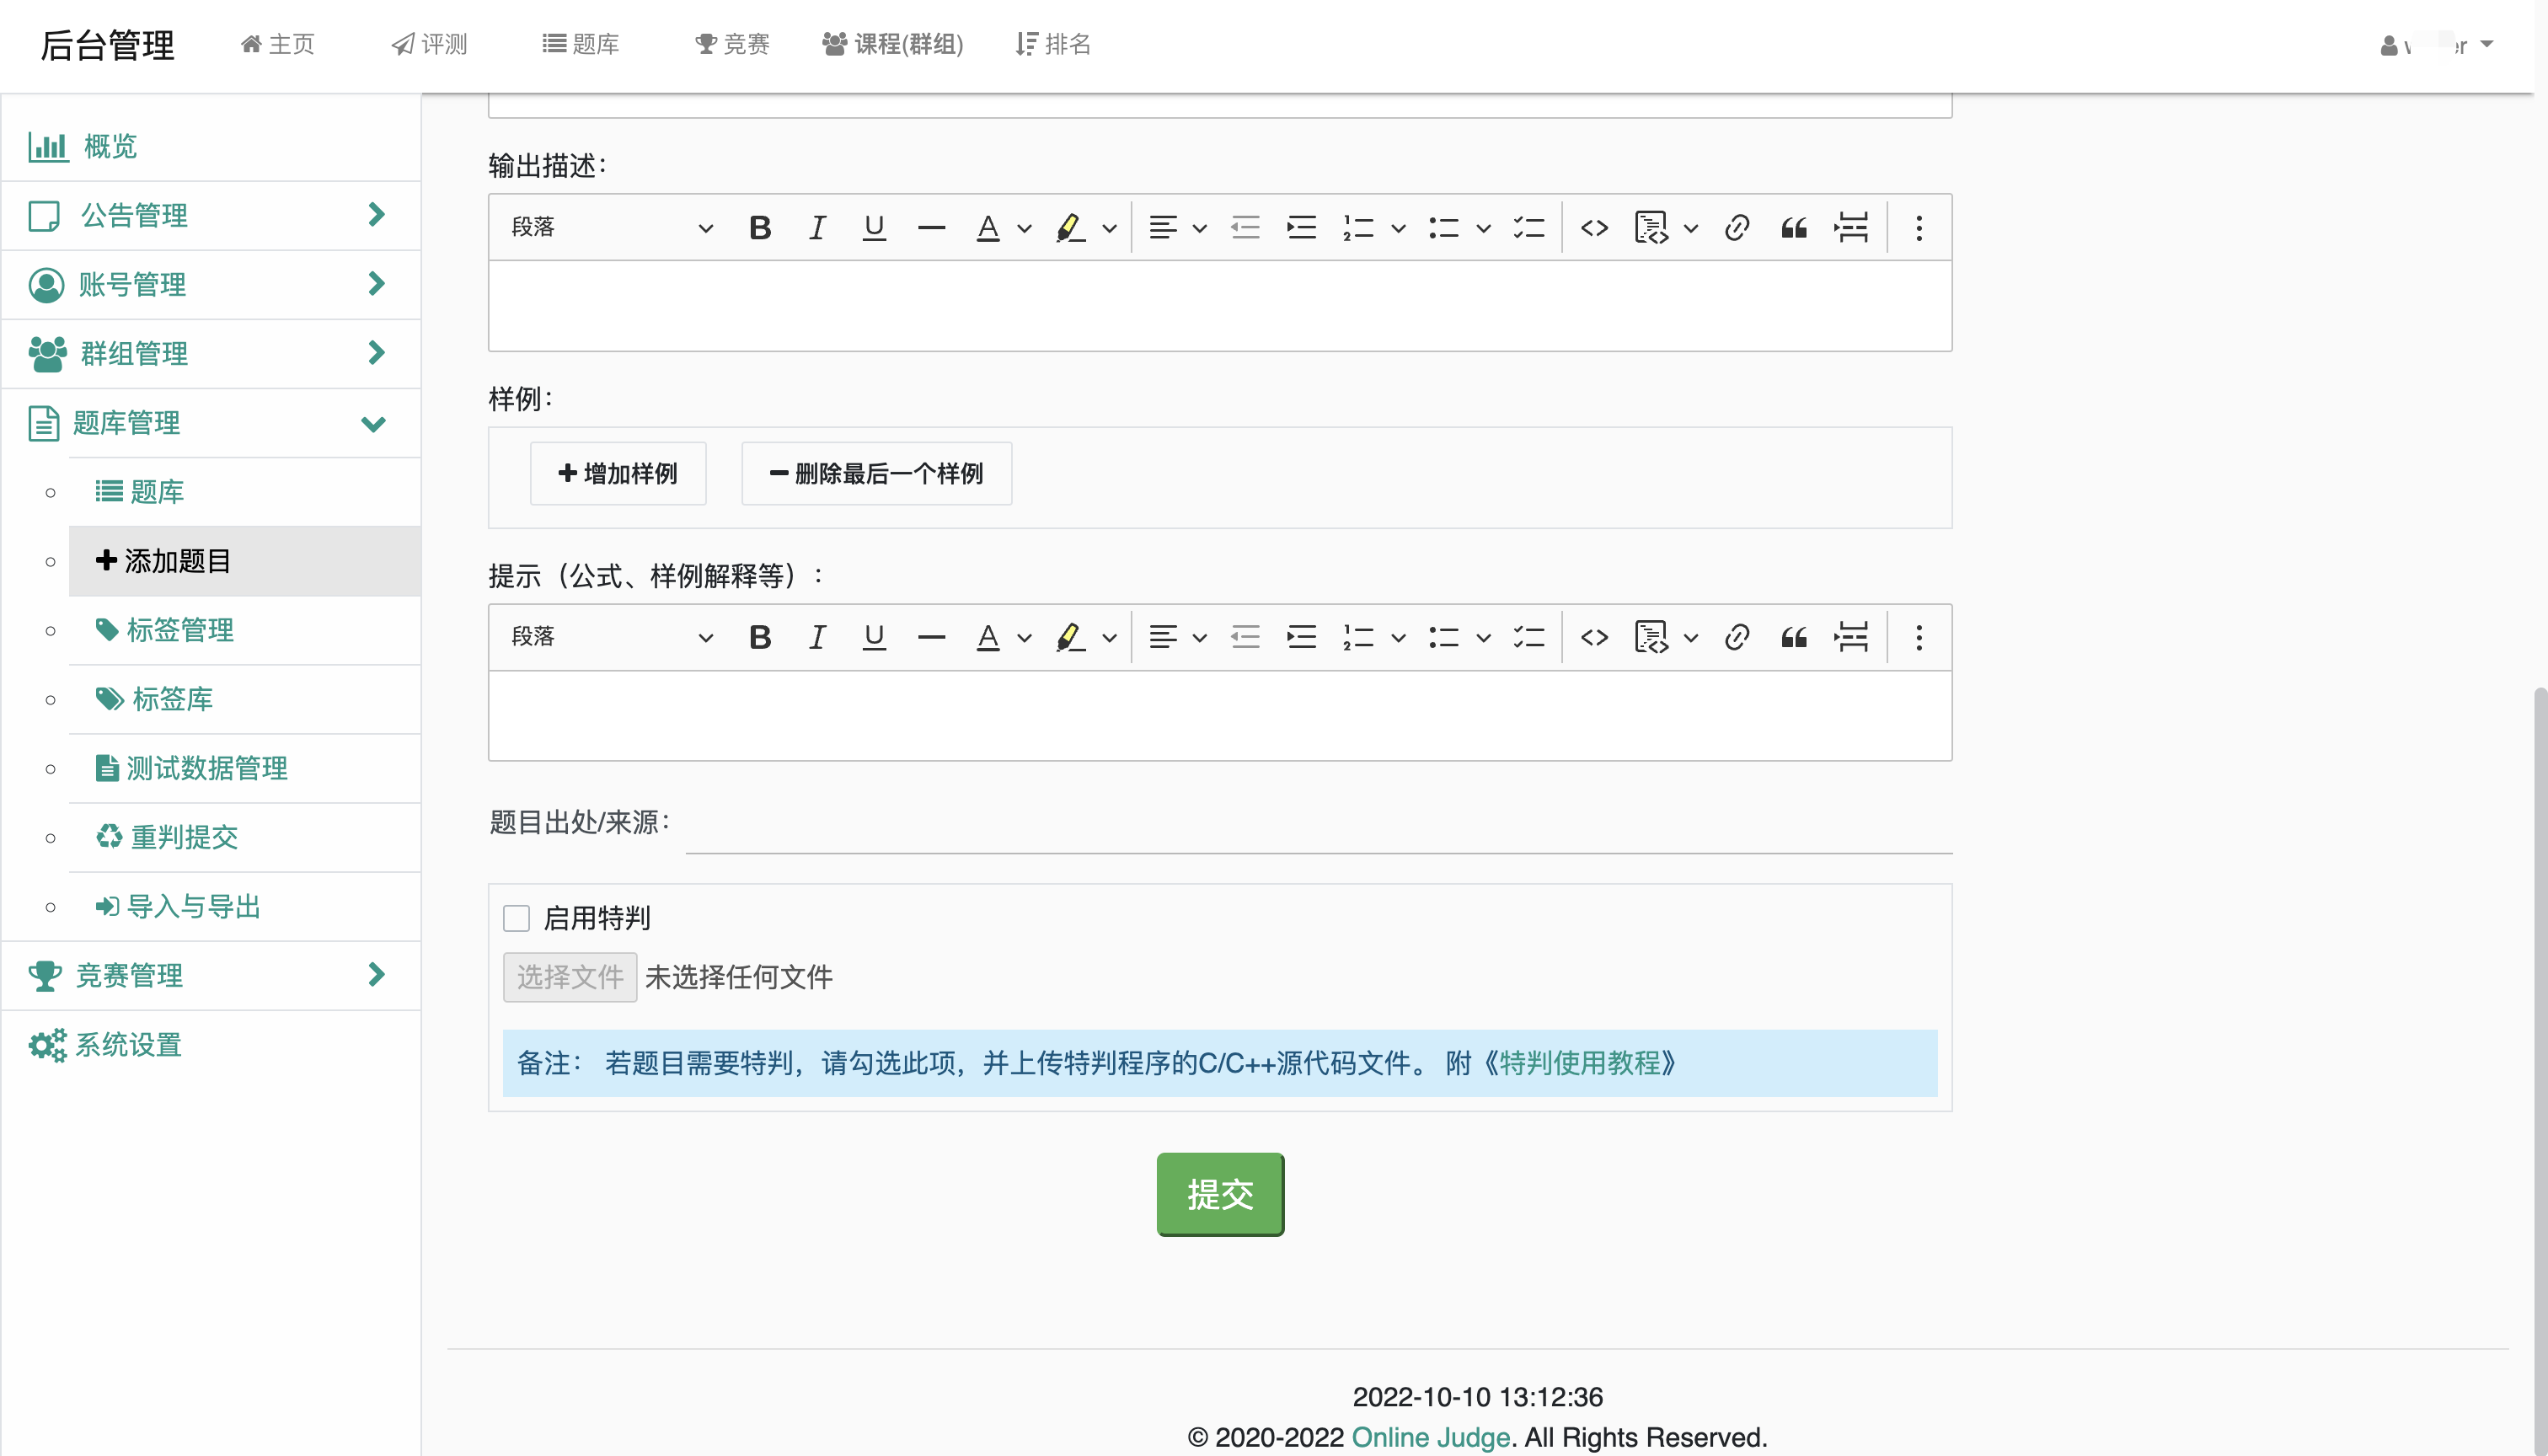 后台管理
主页
评测
题库
竞赛
课程(群组)
排名
概览
公告管理
账号管理
群组管理
题库管理
题库
添加题目
标签管理
标签库
测试数据管理
重判提交
导入与导出
竞赛管理
系统设置
输出描述：
段落
样例：
增加样例
删除最后一个样例
提示（公式、样例解释等）：
段落
题目出处/来源：
启用特判
选择文件 未选择任何文件
备注： 若题目需要特判，请勾选此项，并上传特判程序的C/C++源代码文件。 附《特判使用教程》
提交
2022-10-10 13:12:36
© 2020-2022 Online Judge. All Rights Reserved.